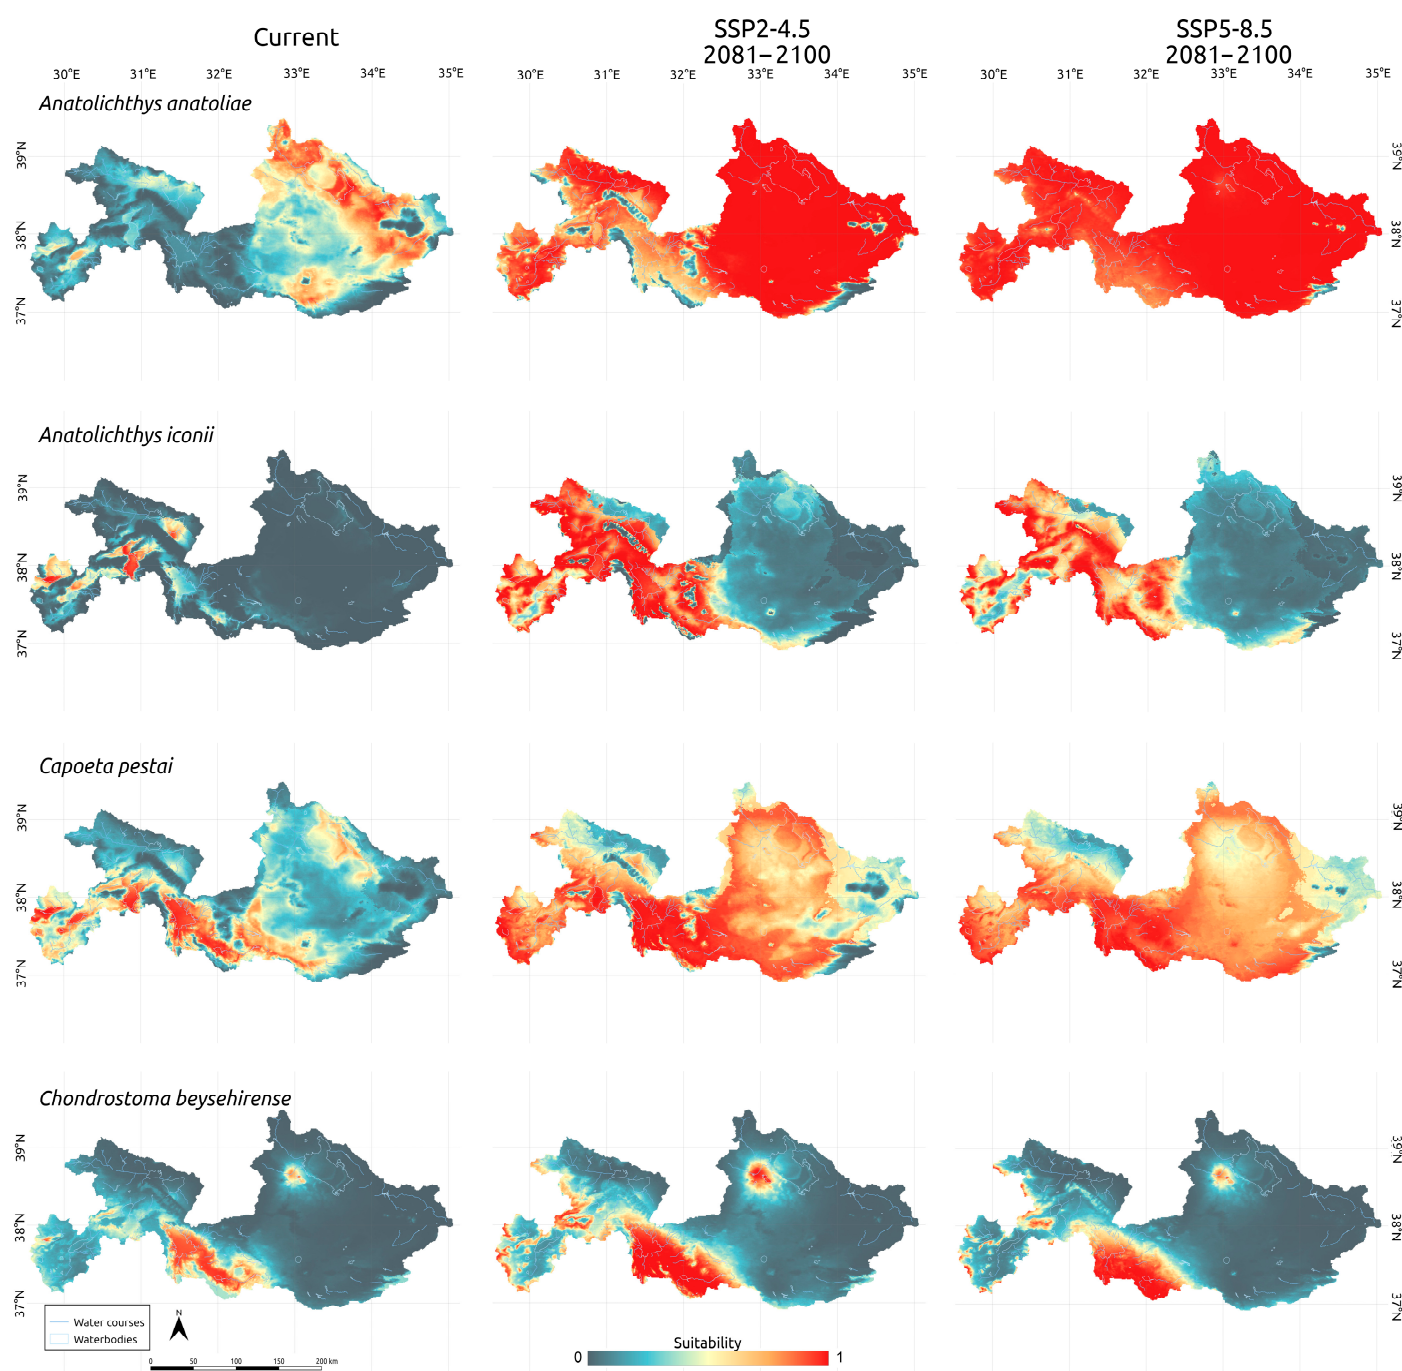 Current
SSP2-4.5
2081–2100
SSP5-8.5
2081–2100
30°E 31°E 32°E 33°E 34°E 35°E
30°E 31°E 32°E 33°E 34°E 35°E
30°E 31°E 32°E 33°E 34°E 35°E
Anatolichthys anatoliae
39°N
38°N
37°N
39°N
38°N
37°N
Anatolichthys iconii
39°N
38°N
37°N
39°N
38°N
37°N
Capoeta pestai
39°N
38°N
37°N
39°N
38°N
37°N
Chondrostoma beysehirense
39°N
38°N
37°N
39°N
38°N
37°N
Water courses
Waterbodies
N
0 50 100 150 200 km
Suitability
0 1